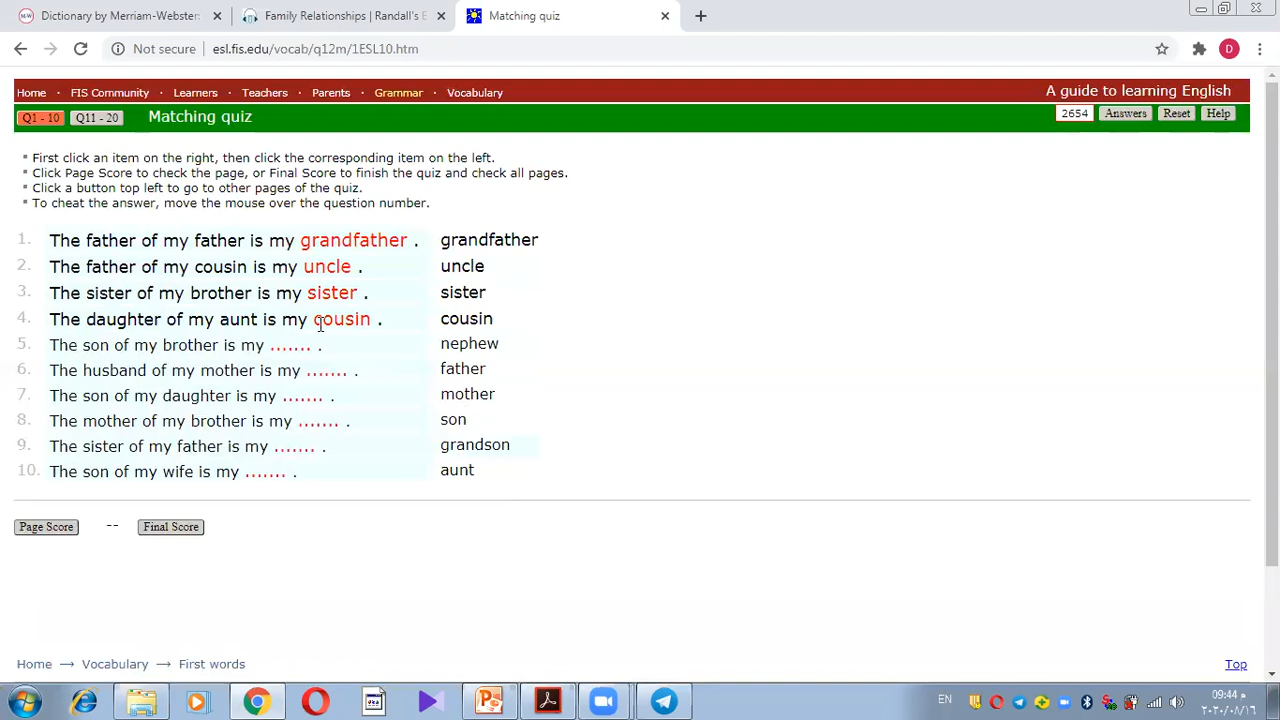 Dictionary by Merriam-Webster:
Family Relationships | Randall's E
Matching quiz
Not secure | esl.fis.edu/vocab/q12m/1ESL10.htm
D
Home · FIS Community · Learners · Teachers · Parents · Grammar · Vocabulary
A guide to learning English
Q1 - 10 Q11 - 20 Matching quiz
2654 Answers Reset Help
First click an item on the right, then click the corresponding item on the left.
Click Page Score to check the page, or Final Score to finish the quiz and check all pages.
Click a button top left to go to other pages of the quiz.
To cheat the answer, move the mouse over the question number.
1. The father of my father is my grandfather . grandfather
2. The father of my cousin is my uncle . uncle
3. The sister of my brother is my sister . sister
4. The daughter of my aunt is my cousin . cousin
5. The son of my brother is my ....... . nephew
6. The husband of my mother is my ....... . father
7. The son of my daughter is my ....... . mother
8. The mother of my brother is my ....... . son
9. The sister of my father is my ....... . grandson
10. The son of my wife is my ....... . aunt
Page Score -- Final Score
Home → Vocabulary → First words
Top
EN
09:44 م
٢٠٢٠/٠٨/١٦